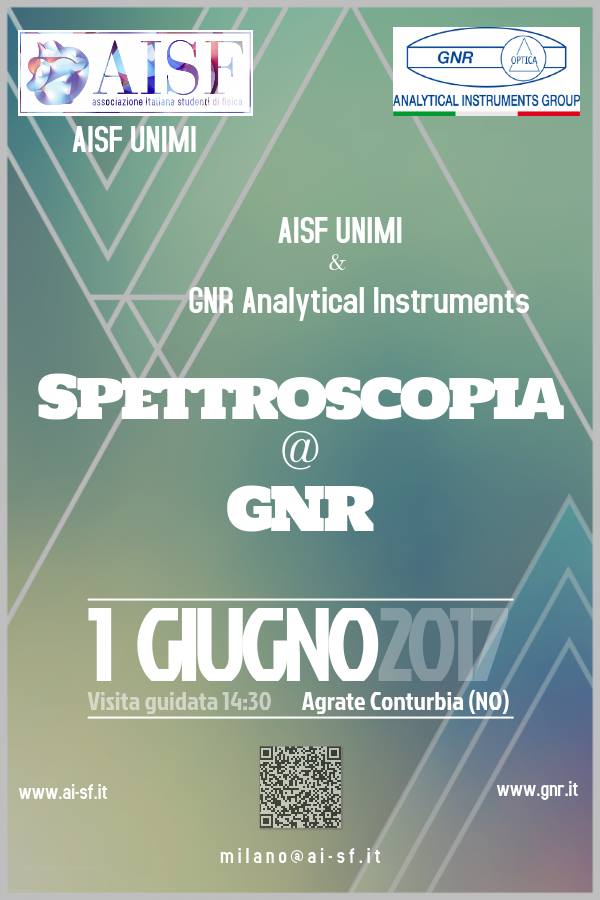 AISF
associazione italiana studenti di fisica
GNR
OPTICA
ANALYTICAL INSTRUMENTS GROUP
AISF UNIMI
AISF UNIMI
&
GNR Analytical Instruments
SPETTROSCOPIA
@
GNR
1 GIUGNO 2017
Visita guidata 14:30 Agrate Conturbia (NO)
www.ai-sf.it
www.gnr.it
milano@ai-sf.it